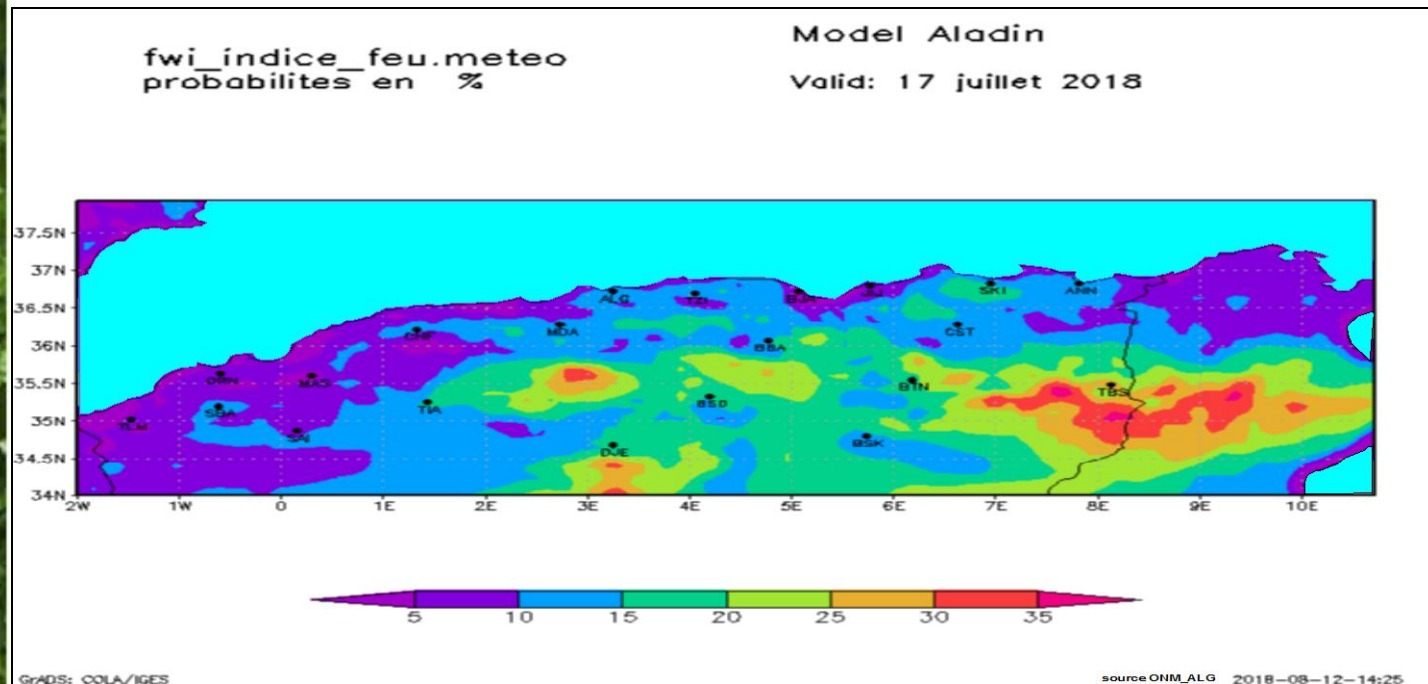 fwi_indice_feu.meteo
probabilites en %
Model Aladin
Valid: 17 juillet 2018
37.5N
37N
36.5N
36N
35.5N
35N
34.5N
34N
ALG
TZI
BJA
JIJ
SKI
ANN
CHF
MDA
BBA
CST
ORN
MAS
BTN
TBS
SBA
TIA
BSD
TLM
SAI
DJE
BSK
2W
1W
0
1E
2E
3E
4E
5E
6E
7E
8E
9E
10E
5
10
15
20
25
30
35
GrADS: COLA/IGES
source ONM_ALG
2018-08-12-14:25